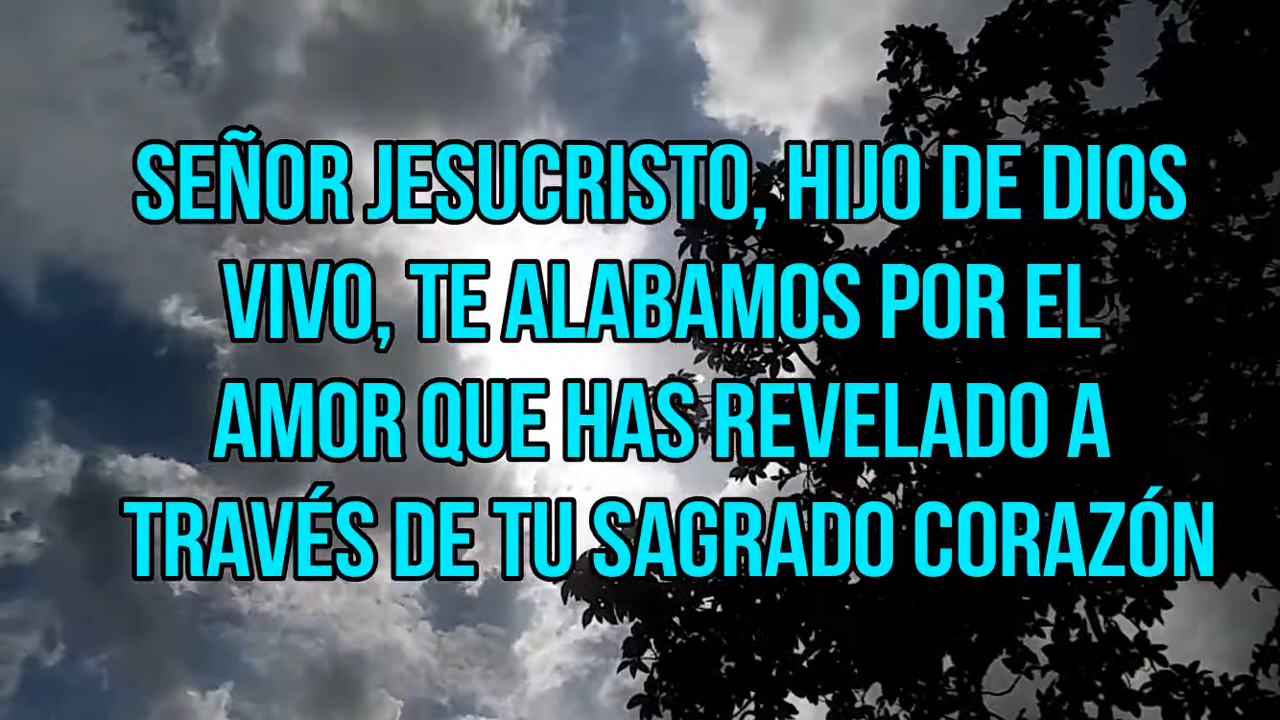 SEÑOR JESUCRISTO, HIJO DE DIOS
VIVO, TE ALABAMOS POR EL
AMOR QUE HAS REVELADO A
TRAVÉS DE TU SAGRADO CORAZÓN